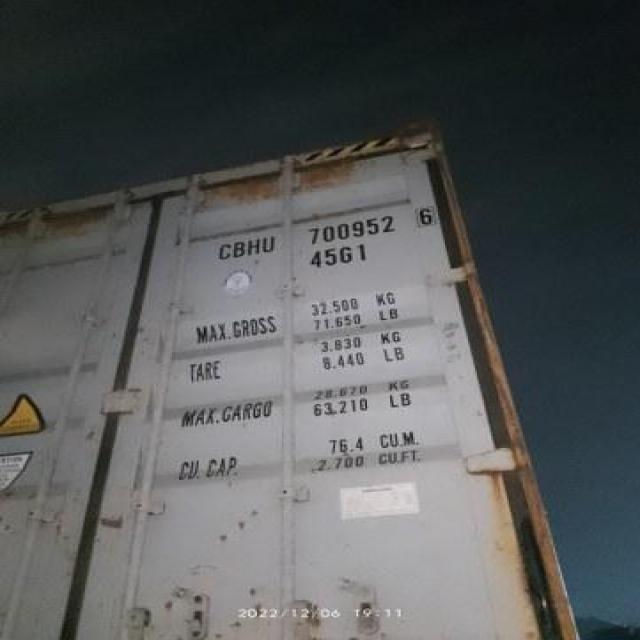 CBHU 700952 6
45G1
MAX.GROSS 32.500 KG
71.650 LB
TARE 3.830 KG
8.440 LB
MAX.CARGO 28.670 KG
63,210 LB
CU. CAP. 76.4 CU.M.
2.700 CU.FT.
2022/12/06 19:11